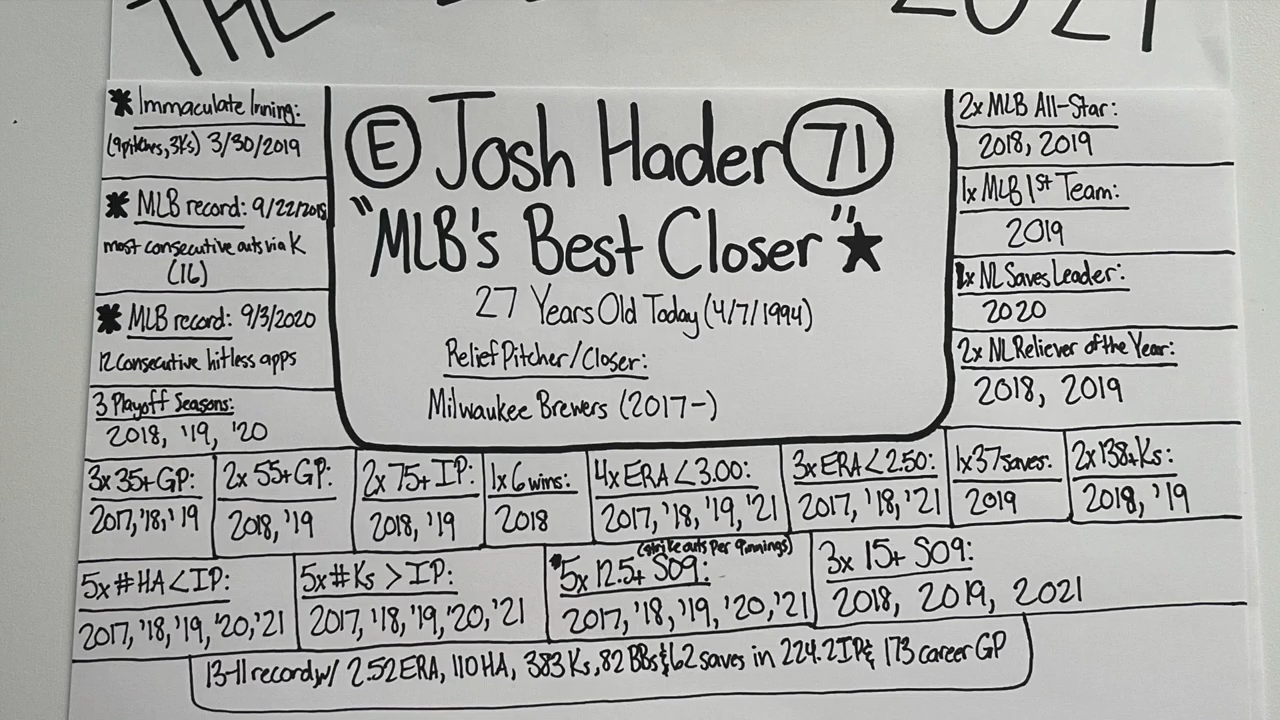 THE 2021
* Immaculate Inning:
(9pitches, 3Ks) 3/30/2019
* MLB record: 9/22/2018
most consecutive outs via K
(16)
* MLB record: 9/3/2020
12 consecutive hitless apps
3 Playoff Seasons:
2018, '19, '20
E Josh Hader 71
"MLB's Best Closer" ★
27 Years Old Today (4/7/1994)
Relief Pitcher/Closer:
Milwaukee Brewers (2017-)
2x MLB All-Star:
2018, 2019
1x MLB 1st Team:
2019
1x NL Saves Leader:
2020
2x NL Reliever of the Year:
2018, 2019
3x 35+ GP:
2017, '18, '19
2x 55+ GP:
2018, '19
2x 75+ IP:
2018, '19
1x 6 wins:
2018
4x ERA < 3.00:
2017, '18, '19, '21
3x ERA < 2.50:
2017, '18, '21
1x 37 saves:
2019
2x 138+ Ks:
2018, '19
5x #HA < IP:
2017, '18, '19, '20, '21
5x #Ks > IP:
2017, '18, '19, '20, '21
(strike outs per 9 innings)
*5x 12.5+ SO9:
2017, '18, '19, '20, '21
3x 15+ SO9:
2018, 2019, 2021
13-11 record w/ 2.52 ERA, 110 HA, 383 Ks, 82 BBs & 62 saves in 224.2 IP & 173 career GP